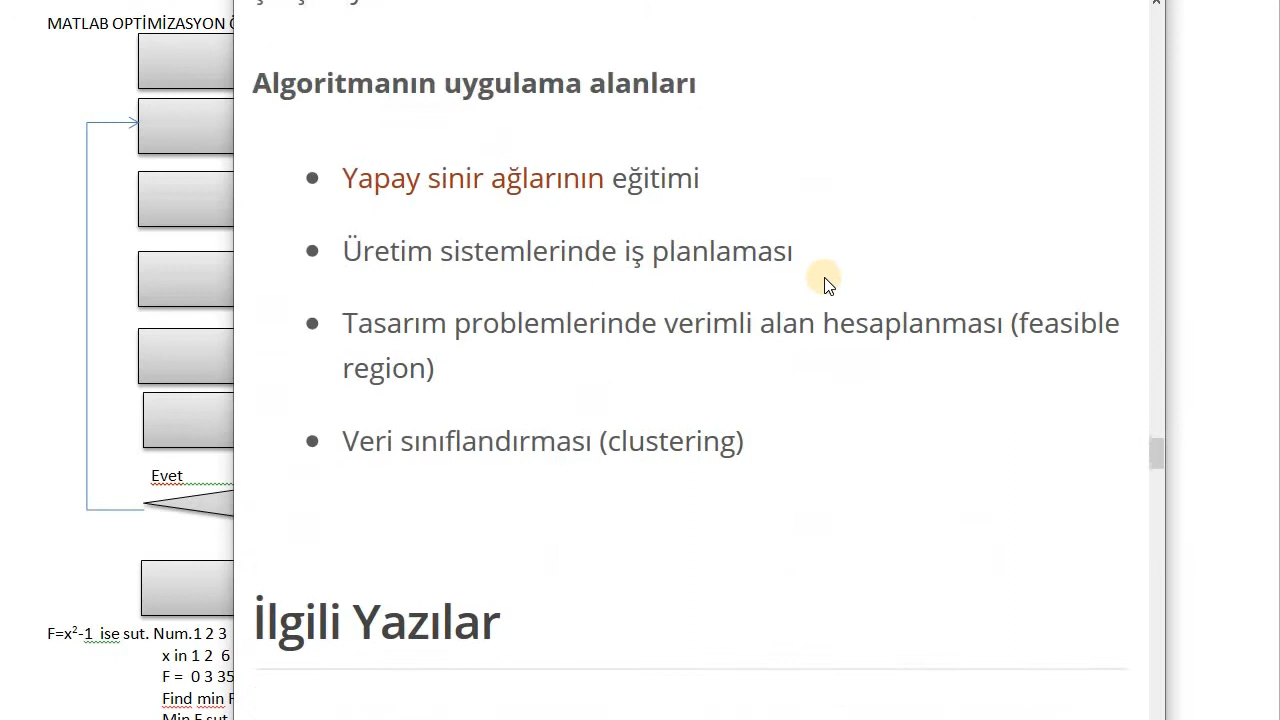 MATLAB OPTİMİZASYON
Algoritmanın uygulama alanları
Yapay sinir ağlarının eğitimi
Üretim sistemlerinde iş planlaması
Tasarım problemlerinde verimli alan hesaplanması (feasible
region)
Veri sınıflandırması (clustering)
Evet
İlgili Yazılar
F=x²-1 ise sut. Num.1 2 3
x in 1 2 6
F = 0 3 35
Find min F
Min F sut